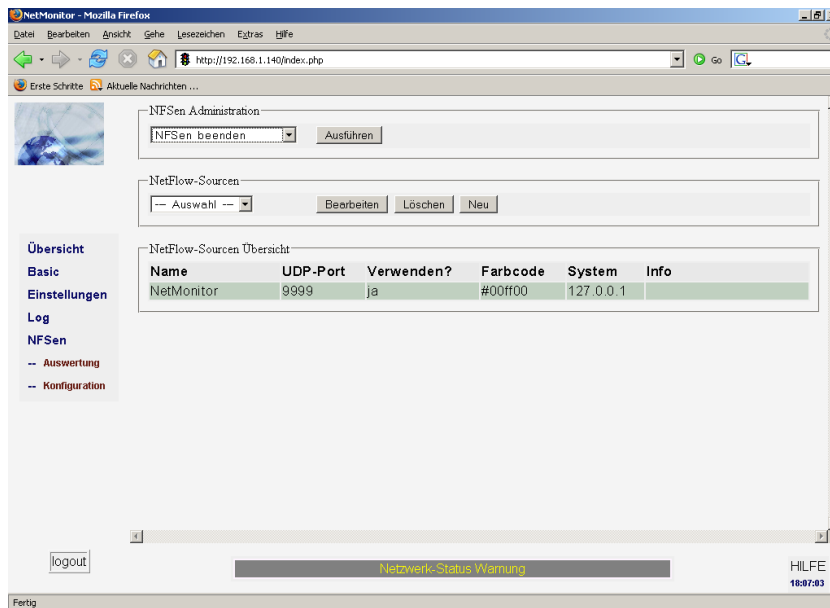 NetMonitor - Mozilla Firefox
Datei Bearbeiten Ansicht Gehe Lesezeichen Extras Hilfe
http://192.168.1.140/index.php Go G
Erste Schritte Aktuelle Nachrichten ...
NFSen Administration
NFSen beenden Ausführen
NetFlow-Sourcen
--- Auswahl --- Bearbeiten Löschen Neu
NetFlow-Sourcen Übersicht
Name UDP-Port Verwenden? Farbcode System Info
NetMonitor 9999 ja #00ff00 127.0.0.1
Übersicht
Basic
Einstellungen
Log
NFSen
-- Auswertung
-- Konfiguration
logout
Netzwerk-Status Warnung
HILFE
18:07:03
Fertig